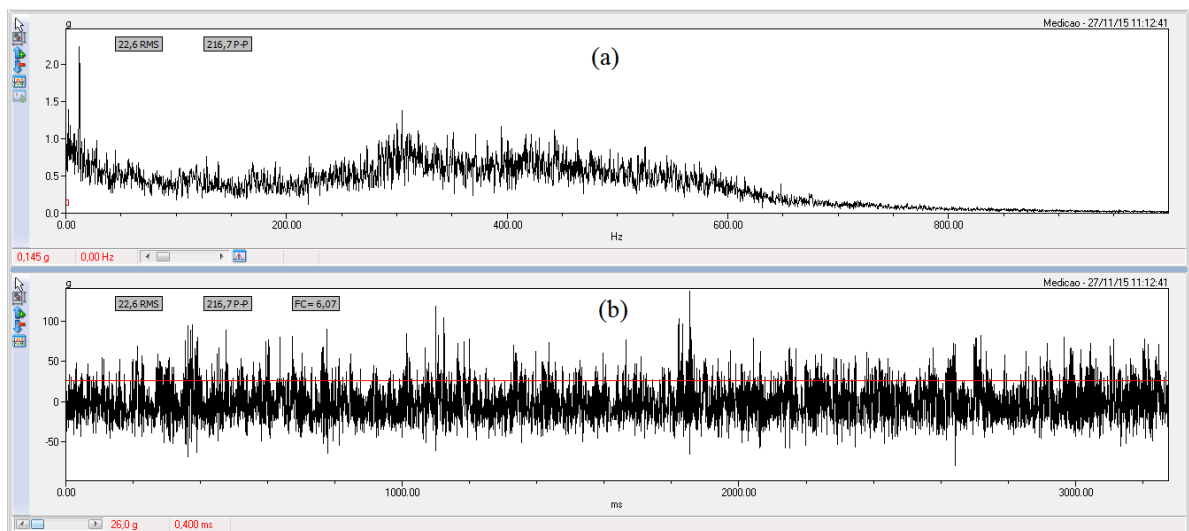 g
Medicao - 27/11/15 11:12:41
22,6 RMS 216,7 P-P
(a)
2.0
1.5
1.0
0.5
0.0
0.00 200.00 400.00 600.00 800.00
Hz
0,145 g 0,00 Hz
g
Medicao - 27/11/15 11:12:41
22,6 RMS 216,7 P-P FC= 6,07
(b)
100
50
0
-50
0.00 1000.00 2000.00 3000.00
ms
26,0 g 0,400 ms